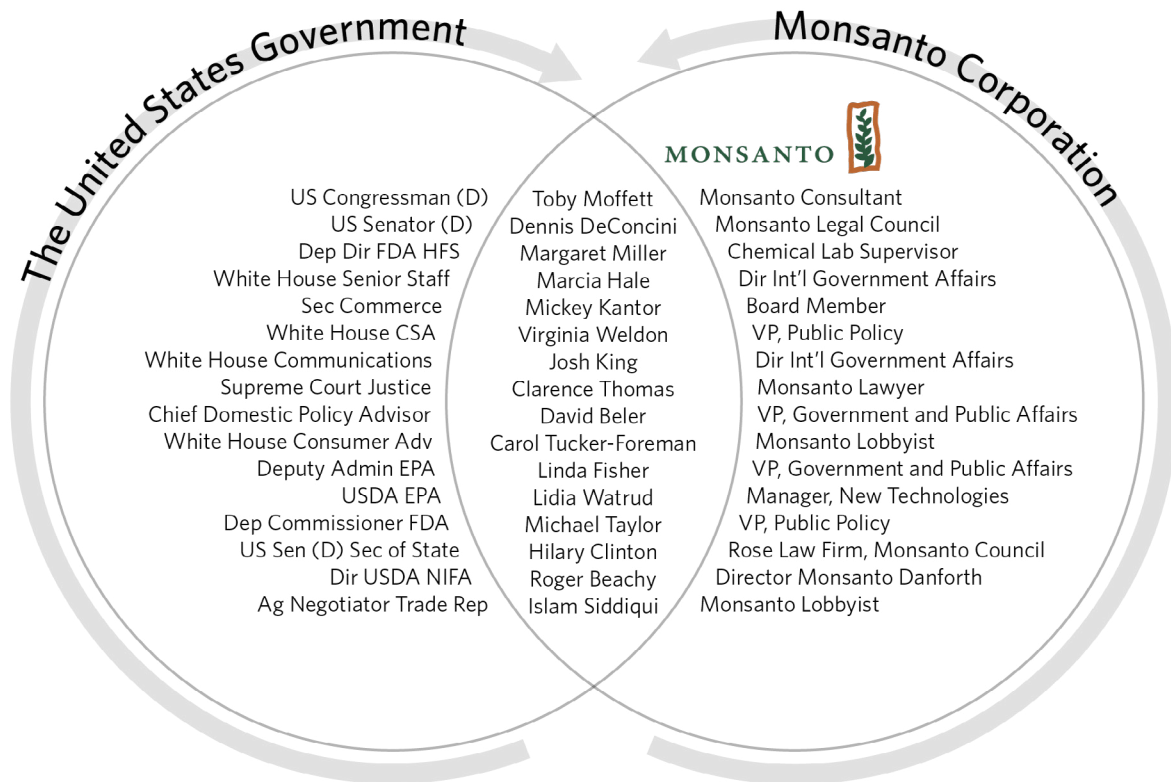 The United States Government
Monsanto Corporation
MONSANTO
US Congressman (D) Toby Moffett Monsanto Consultant
US Senator (D) Dennis DeConcini Monsanto Legal Council
Dep Dir FDA HFS Margaret Miller Chemical Lab Supervisor
White House Senior Staff Marcia Hale Dir Int'l Government Affairs
Sec Commerce Mickey Kantor Board Member
White House CSA Virginia Weldon VP, Public Policy
White House Communications Josh King Dir Int'l Government Affairs
Supreme Court Justice Clarence Thomas Monsanto Lawyer
Chief Domestic Policy Advisor David Beler VP, Government and Public Affairs
White House Consumer Adv Carol Tucker-Foreman Monsanto Lobbyist
Deputy Admin EPA Linda Fisher VP, Government and Public Affairs
USDA EPA Lidia Watrud Manager, New Technologies
Dep Commissioner FDA Michael Taylor VP, Public Policy
US Sen (D) Sec of State Hilary Clinton Rose Law Firm, Monsanto Council
Dir USDA NIFA Roger Beachy Director Monsanto Danforth
Ag Negotiator Trade Rep Islam Siddiqui Monsanto Lobbyist